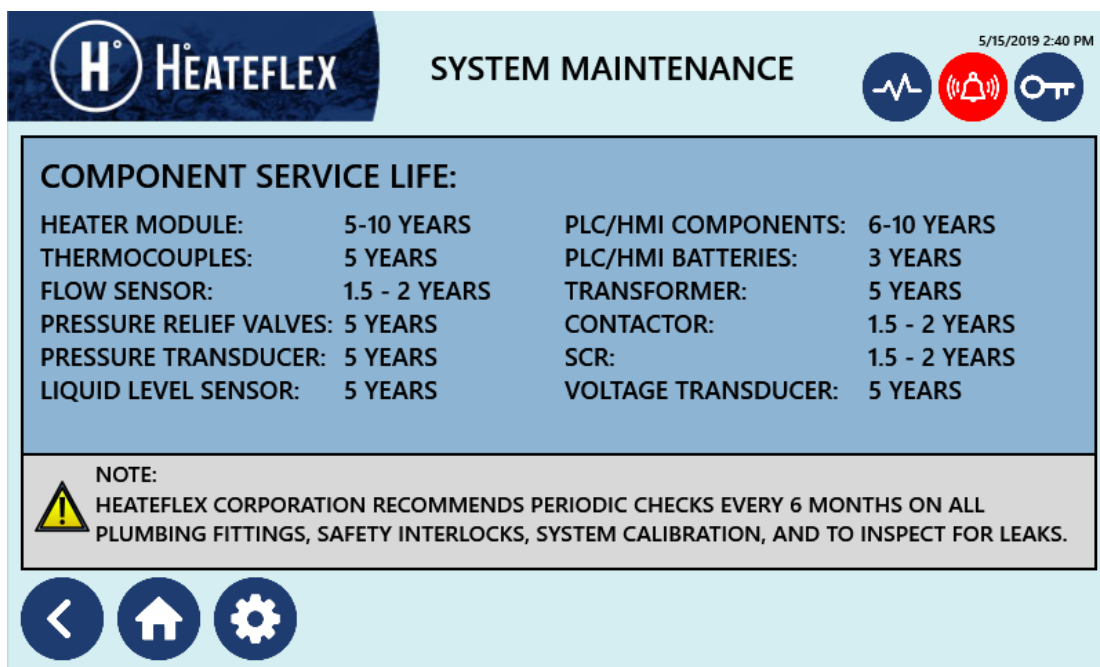 H° HEATEFLEX
SYSTEM MAINTENANCE
5/15/2019 2:40 PM
COMPONENT SERVICE LIFE:
HEATER MODULE: 5-10 YEARS
THERMOCOUPLES: 5 YEARS
FLOW SENSOR: 1.5 - 2 YEARS
PRESSURE RELIEF VALVES: 5 YEARS
PRESSURE TRANSDUCER: 5 YEARS
LIQUID LEVEL SENSOR: 5 YEARS
PLC/HMI COMPONENTS: 6-10 YEARS
PLC/HMI BATTERIES: 3 YEARS
TRANSFORMER: 5 YEARS
CONTACTOR: 1.5 - 2 YEARS
SCR: 1.5 - 2 YEARS
VOLTAGE TRANSDUCER: 5 YEARS
NOTE:
HEATEFLEX CORPORATION RECOMMENDS PERIODIC CHECKS EVERY 6 MONTHS ON ALL
PLUMBING FITTINGS, SAFETY INTERLOCKS, SYSTEM CALIBRATION, AND TO INSPECT FOR LEAKS.